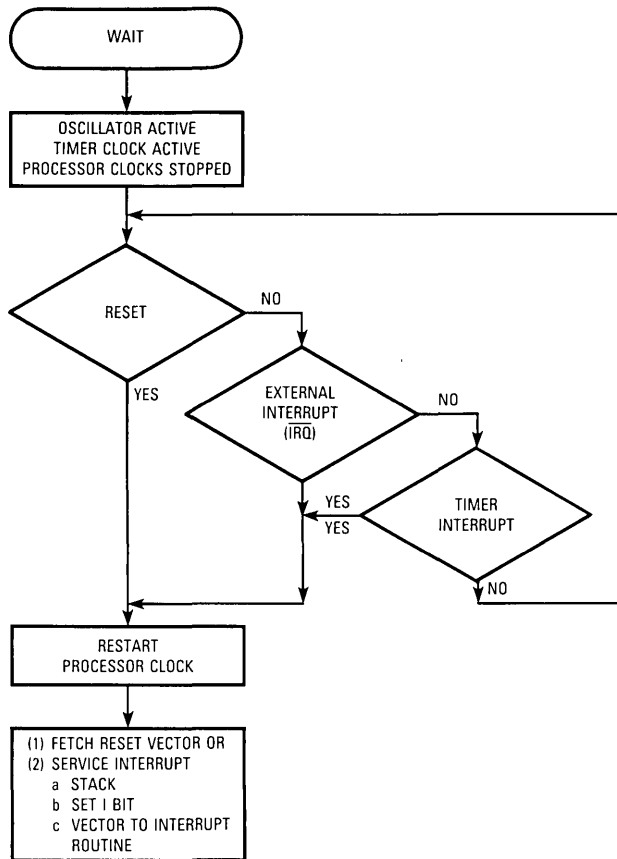 WAIT
OSCILLATOR ACTIVE
TIMER CLOCK ACTIVE
PROCESSOR CLOCKS STOPPED
RESET
NO
YES
EXTERNAL
INTERRUPT
(I̅R̅Q̅)
NO
YES
YES
TIMER
INTERRUPT
NO
RESTART
PROCESSOR CLOCK
(1) FETCH RESET VECTOR OR
(2) SERVICE INTERRUPT
a STACK
b SET I BIT
c VECTOR TO INTERRUPT
ROUTINE